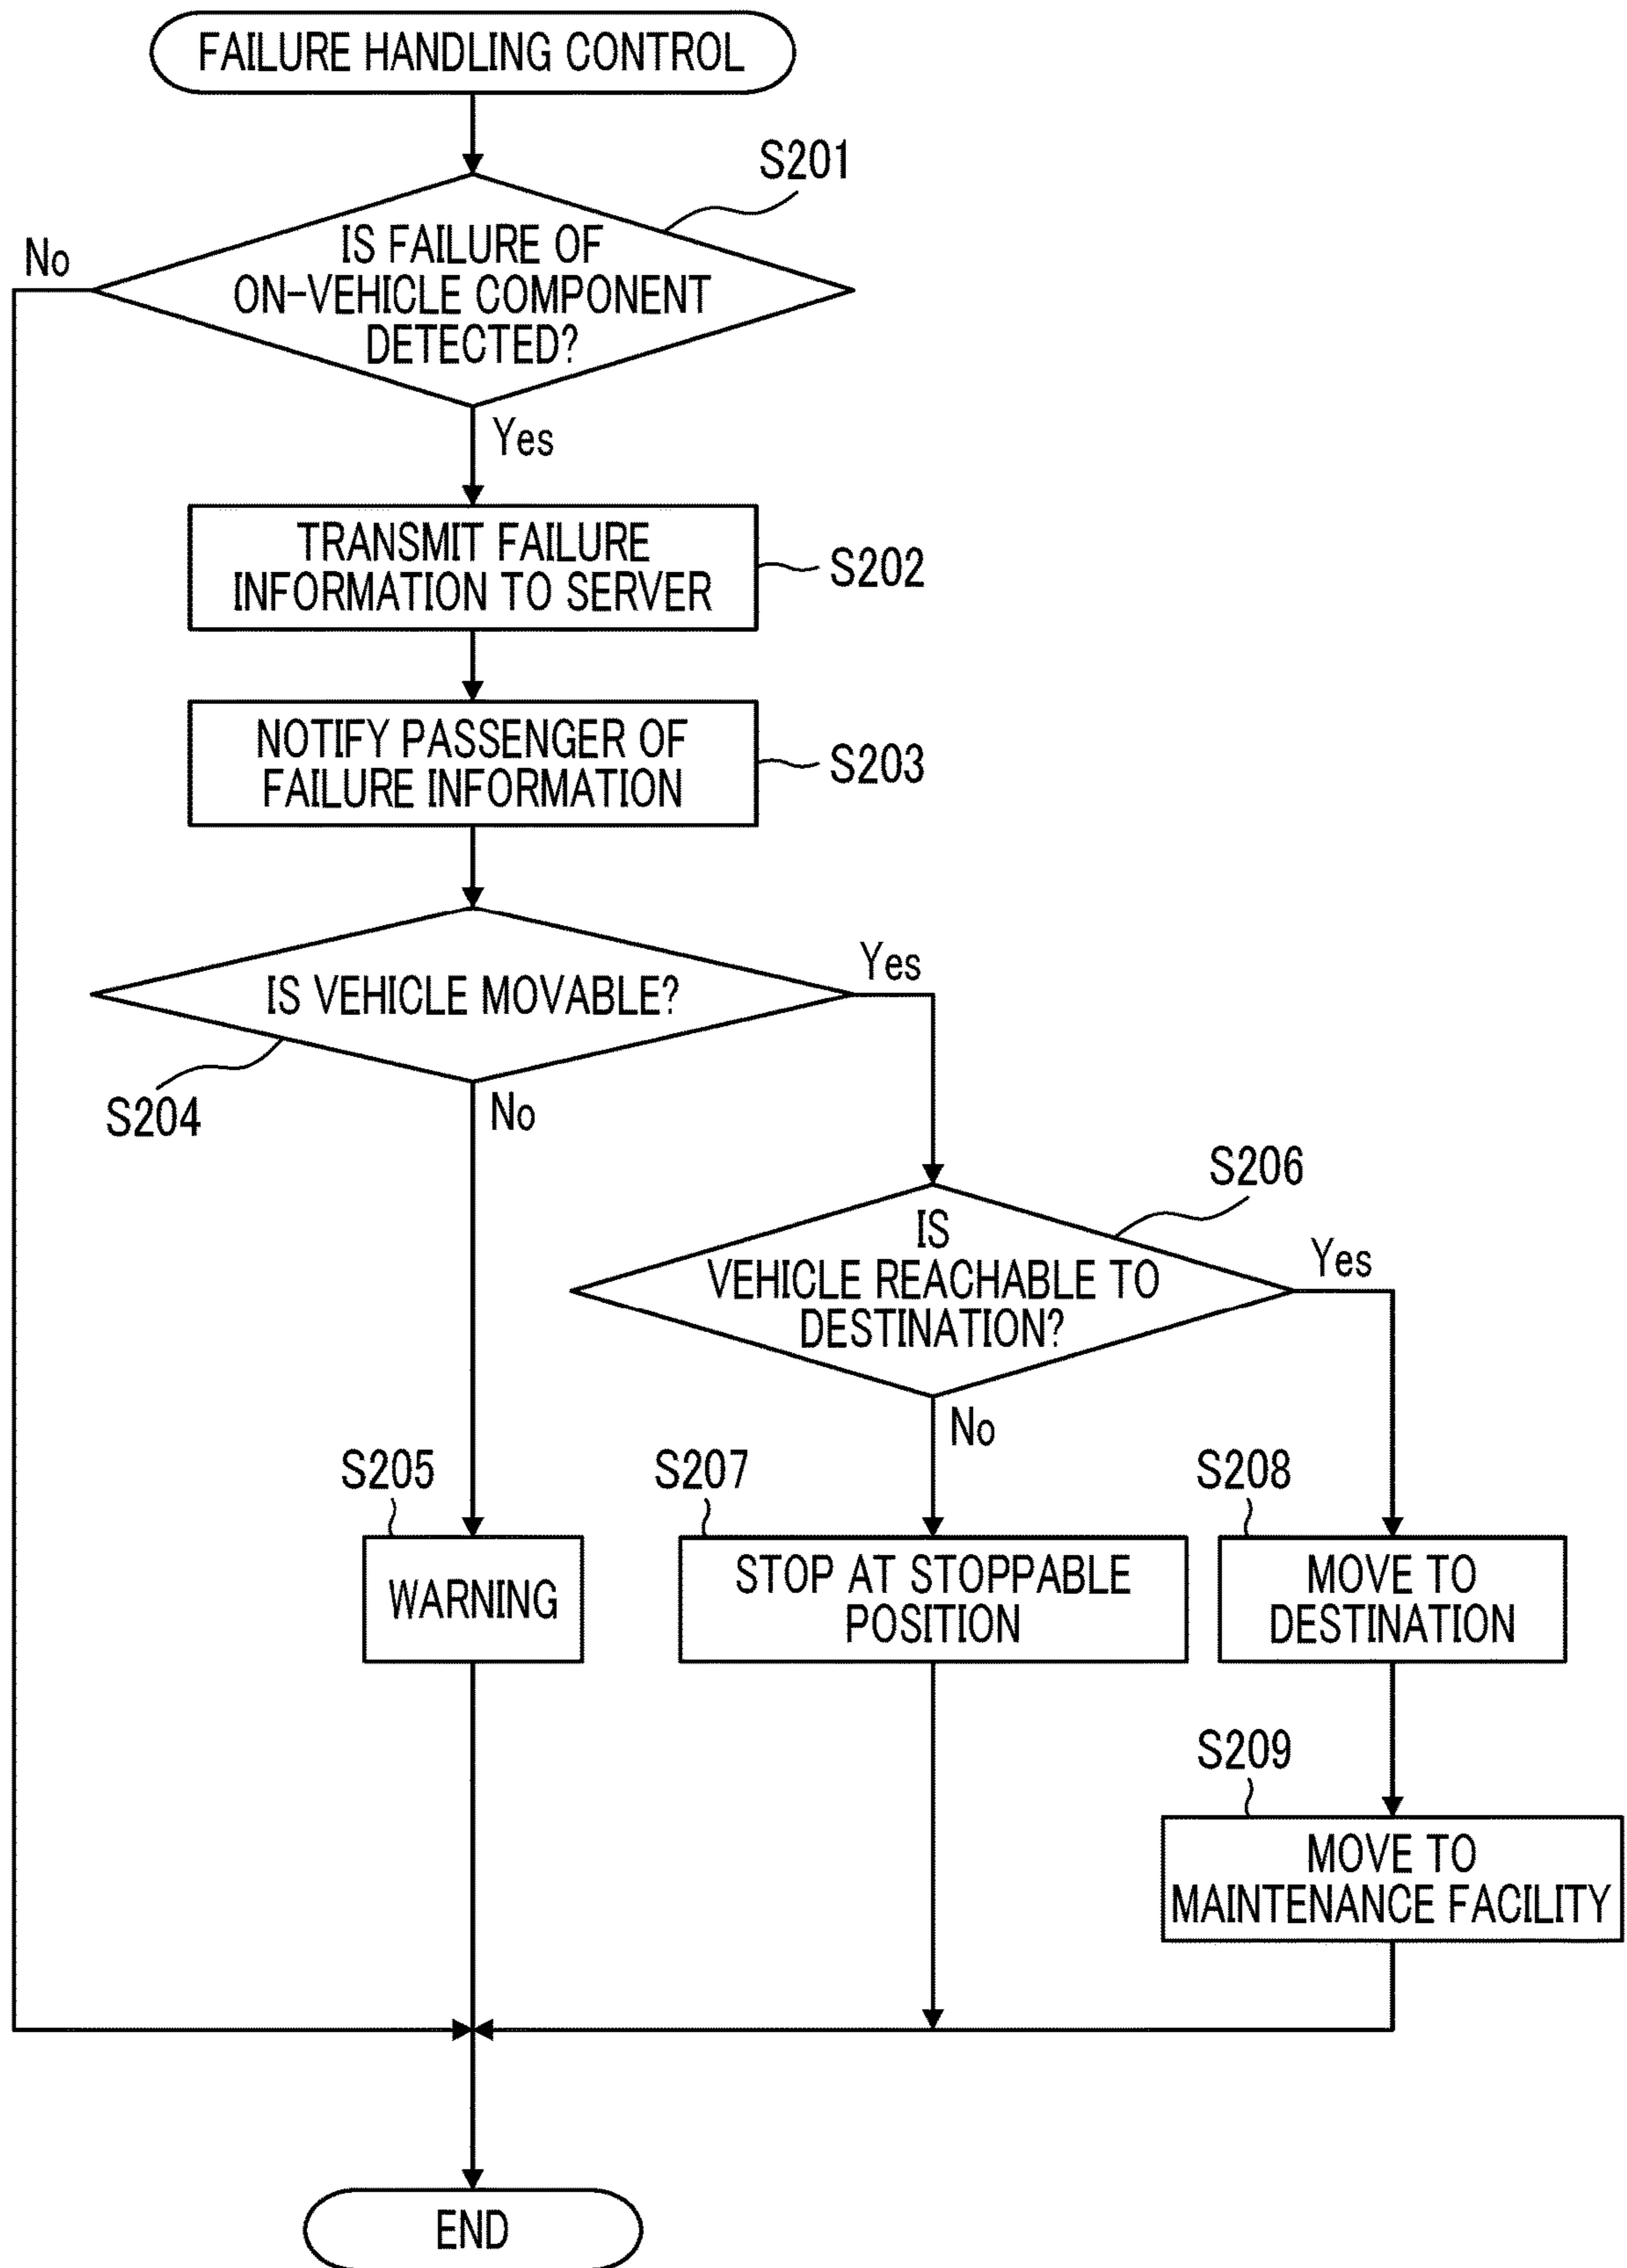 FAILURE HANDLING CONTROL
S201
No
IS FAILURE OF
ON-VEHICLE COMPONENT
DETECTED?
Yes
TRANSMIT FAILURE
INFORMATION TO SERVER
S202
NOTIFY PASSENGER OF
FAILURE INFORMATION
S203
IS VEHICLE MOVABLE?
Yes
S204
No
S206
IS
VEHICLE REACHABLE TO
DESTINATION?
Yes
No
S205
S207
S208
WARNING
STOP AT STOPPABLE
POSITION
MOVE TO
DESTINATION
S209
MOVE TO
MAINTENANCE FACILITY
END